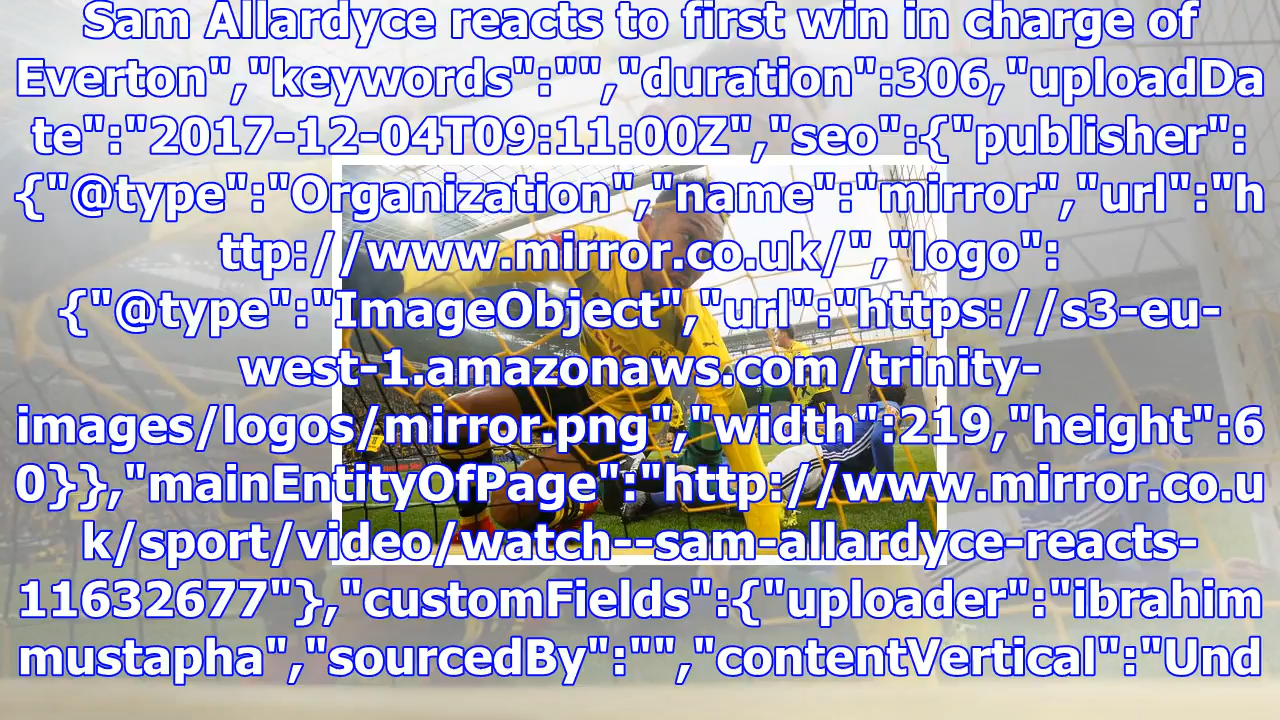 Sam Allardyce reacts to first win in charge of
Everton","keywords":"","duration":306,"uploadDa
te":"2017-12-04T09:11:00Z","seo":{"publisher":
{"@type":"Organization","name":"mirror","url":"h
ttp://www.mirror.co.uk/","logo":
{"@type":"ImageObject","url":"https://s3-eu-
west-1.amazonaws.com/trinity-
images/logos/mirror.png","width":219,"height":6
0}},"mainEntityOfPage":"http://www.mirror.co.u
k/sport/video/watch--sam-allardyce-reacts-
11632677"},"customFields":{"uploader":"ibrahim
mustapha","sourcedBy":"","contentVertical":"Und